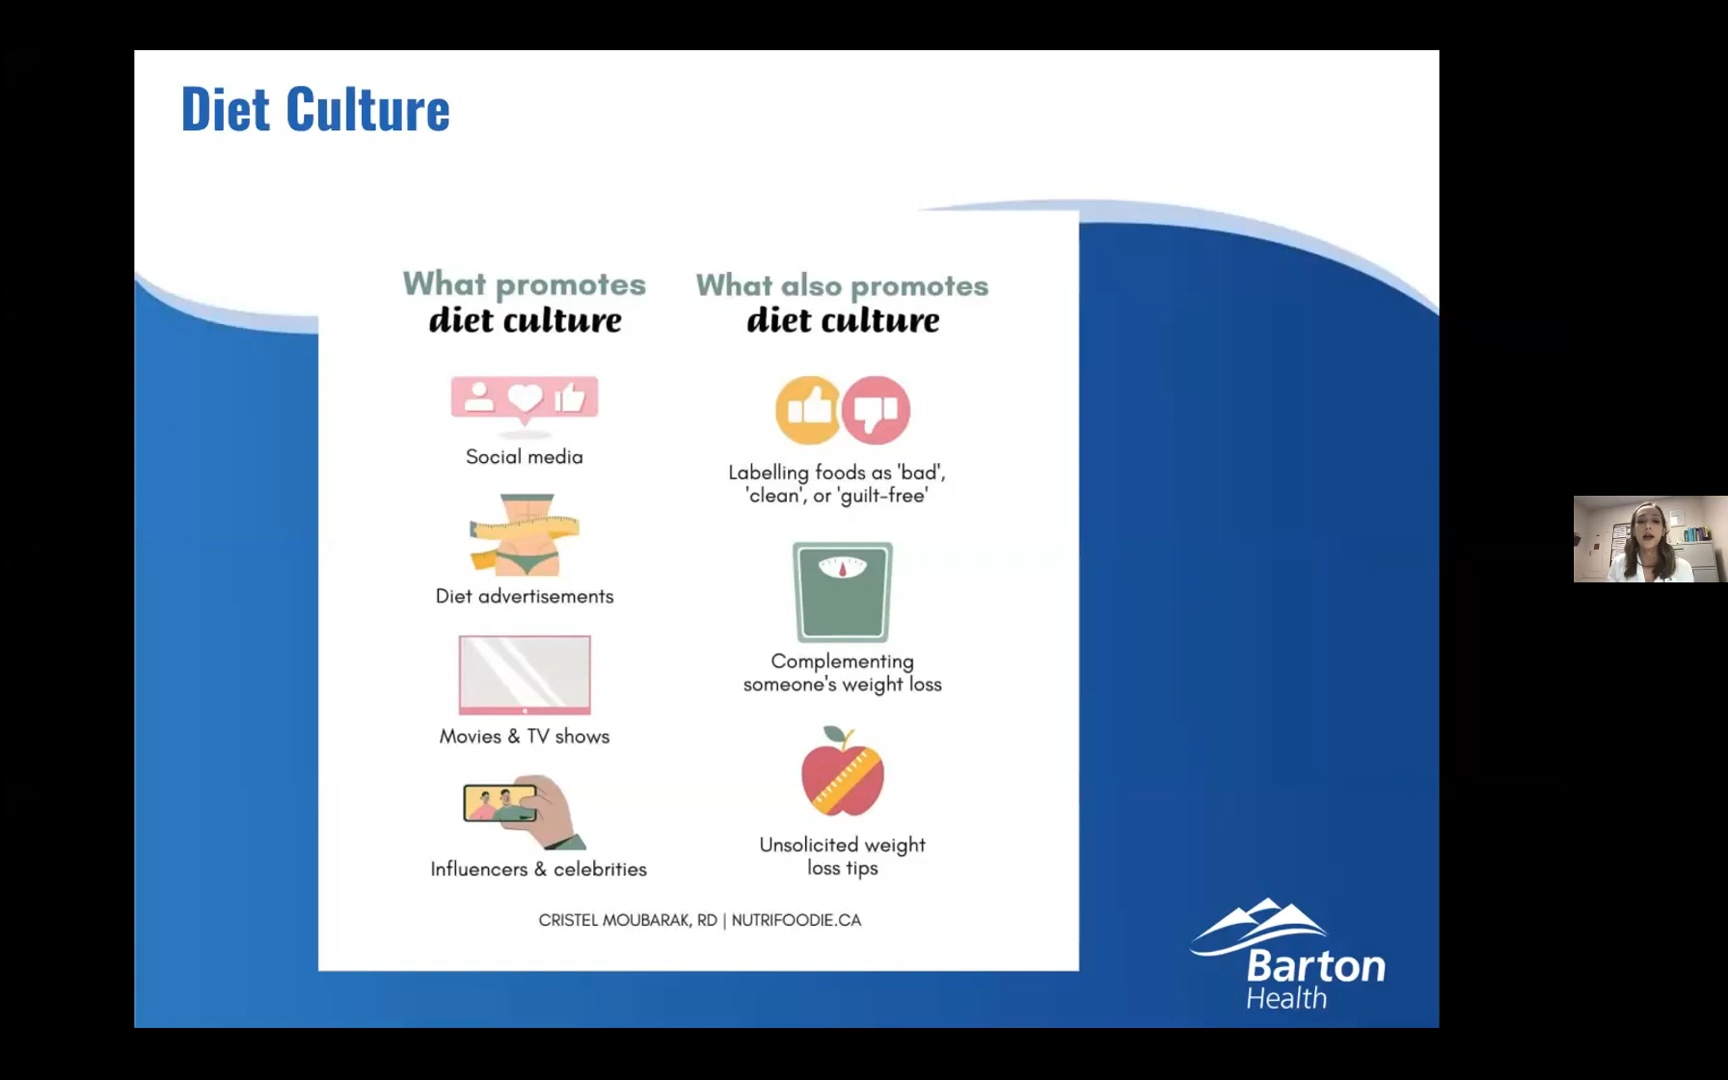 Diet Culture
What promotes
diet culture
Social media
Diet advertisements
Movies & TV shows
Influencers & celebrities
What also promotes
diet culture
Labelling foods as 'bad',
'clean', or 'guilt-free'
Complementing
someone's weight loss
Unsolicited weight
loss tips
CRISTEL MOUBARAK, RD | NUTRIFOODIE.CA
Barton
Health